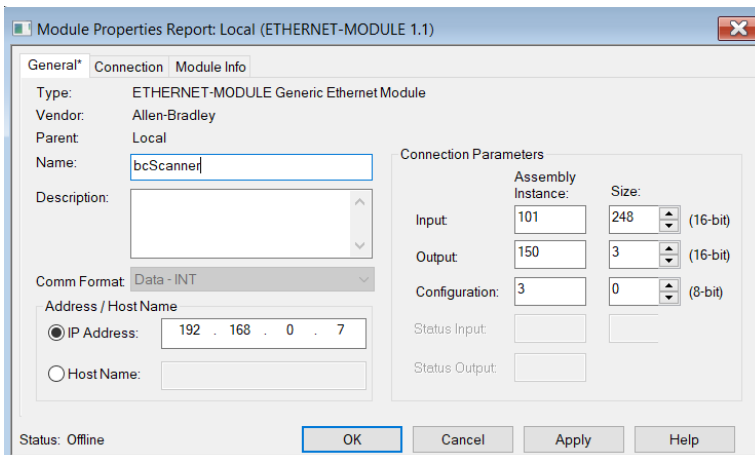 Module Properties Report: Local (ETHERNET-MODULE 1.1)
General* Connection Module Info
Type: ETHERNET-MODULE Generic Ethernet Module
Vendor: Allen-Bradley
Parent: Local
Name: bcScanner
Description:
Comm Format: Data - INT
Address / Host Name
IP Address: 192 . 168 . 0 . 7
Host Name:
Connection Parameters
Assembly
Instance: Size:
Input: 101 248 (16-bit)
Output: 150 3 (16-bit)
Configuration: 3 0 (8-bit)
Status Input:
Status Output:
Status: Offline OK Cancel Apply Help